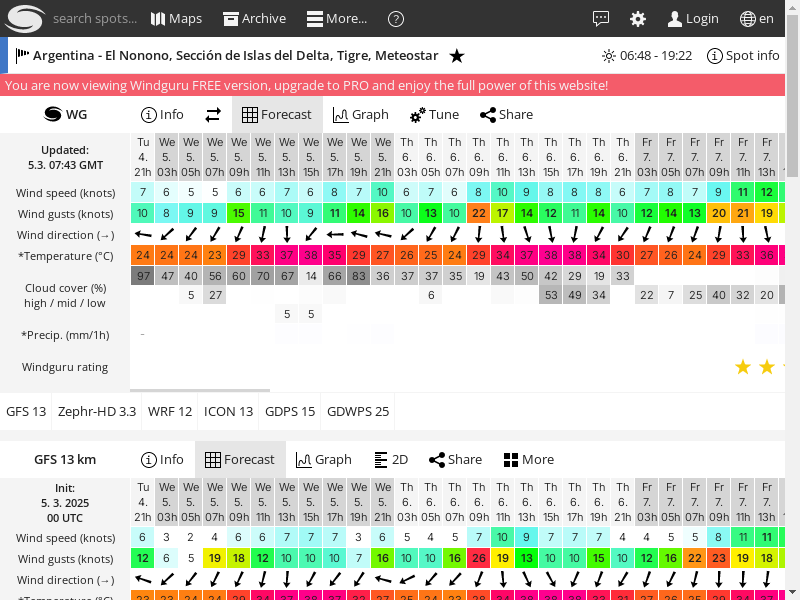 search spots... Maps Archive More... Login en
Argentina - El Nonono, Sección de Islas del Delta, Tigre, Meteostar 06:48 - 19:22 Spot info
You are now viewing Windguru FREE version, upgrade to PRO and enjoy the full power of this website!
WG Info Forecast Graph Tune Share
Updated:
5.3. 07:43 GMT
Tu We We We We We We We We We We Th Th Th Th Th Th Th Th Th Th Fr Fr Fr Fr Fr Fr
4. 5. 5. 5. 5. 5. 5. 5. 5. 5. 5. 6. 6. 6. 6. 6. 6. 6. 6. 6. 6. 7. 7. 7. 7. 7. 7.
21h 03h 05h 07h 09h 11h 13h 15h 17h 19h 21h 03h 05h 07h 09h 11h 13h 15h 17h 19h 21h 03h 05h 07h 09h 11h 13h
Wind speed (knots) 7 6 5 5 6 6 7 6 8 7 10 6 7 6 8 10 9 8 8 8 6 7 8 7 9 11 12
Wind gusts (knots) 10 8 9 9 15 11 10 9 11 14 16 10 13 10 22 17 14 12 11 14 10 12 14 13 20 21 19
Wind direction (→)
*Temperature (°C) 24 24 24 23 29 33 37 38 35 29 27 26 25 24 29 34 37 38 38 34 30 27 26 24 29 33 36
Cloud cover (%)
high / mid / low
97 47 40 56 60 70 67 14 66 83 36 37 37 35 19 43 50 42 29 19 33
5 27 53 49 34 22 7 25 40 32 20
6
5 5
*Precip. (mm/1h) -
Windguru rating
GFS 13 Zephr-HD 3.3 WRF 12 ICON 13 GDPS 15 GDWPS 25
GFS 13 km Info Forecast Graph 2D Share More
Init:
5. 3. 2025
00 UTC
Tu We We We We We We We We We We Th Th Th Th Th Th Th Th Th Th Fr Fr Fr Fr Fr Fr
4. 5. 5. 5. 5. 5. 5. 5. 5. 5. 5. 6. 6. 6. 6. 6. 6. 6. 6. 6. 6. 7. 7. 7. 7. 7. 7.
21h 03h 05h 07h 09h 11h 13h 15h 17h 19h 21h 03h 05h 07h 09h 11h 13h 15h 17h 19h 21h 03h 05h 07h 09h 11h 13h
Wind speed (knots) 6 3 2 4 6 6 7 7 7 3 6 5 4 5 7 10 9 7 7 7 4 4 5 5 8 11 11
Wind gusts (knots) 12 6 5 19 18 12 10 10 10 7 16 10 10 16 26 19 13 10 10 15 10 12 16 22 23 19 18
Wind direction (→)